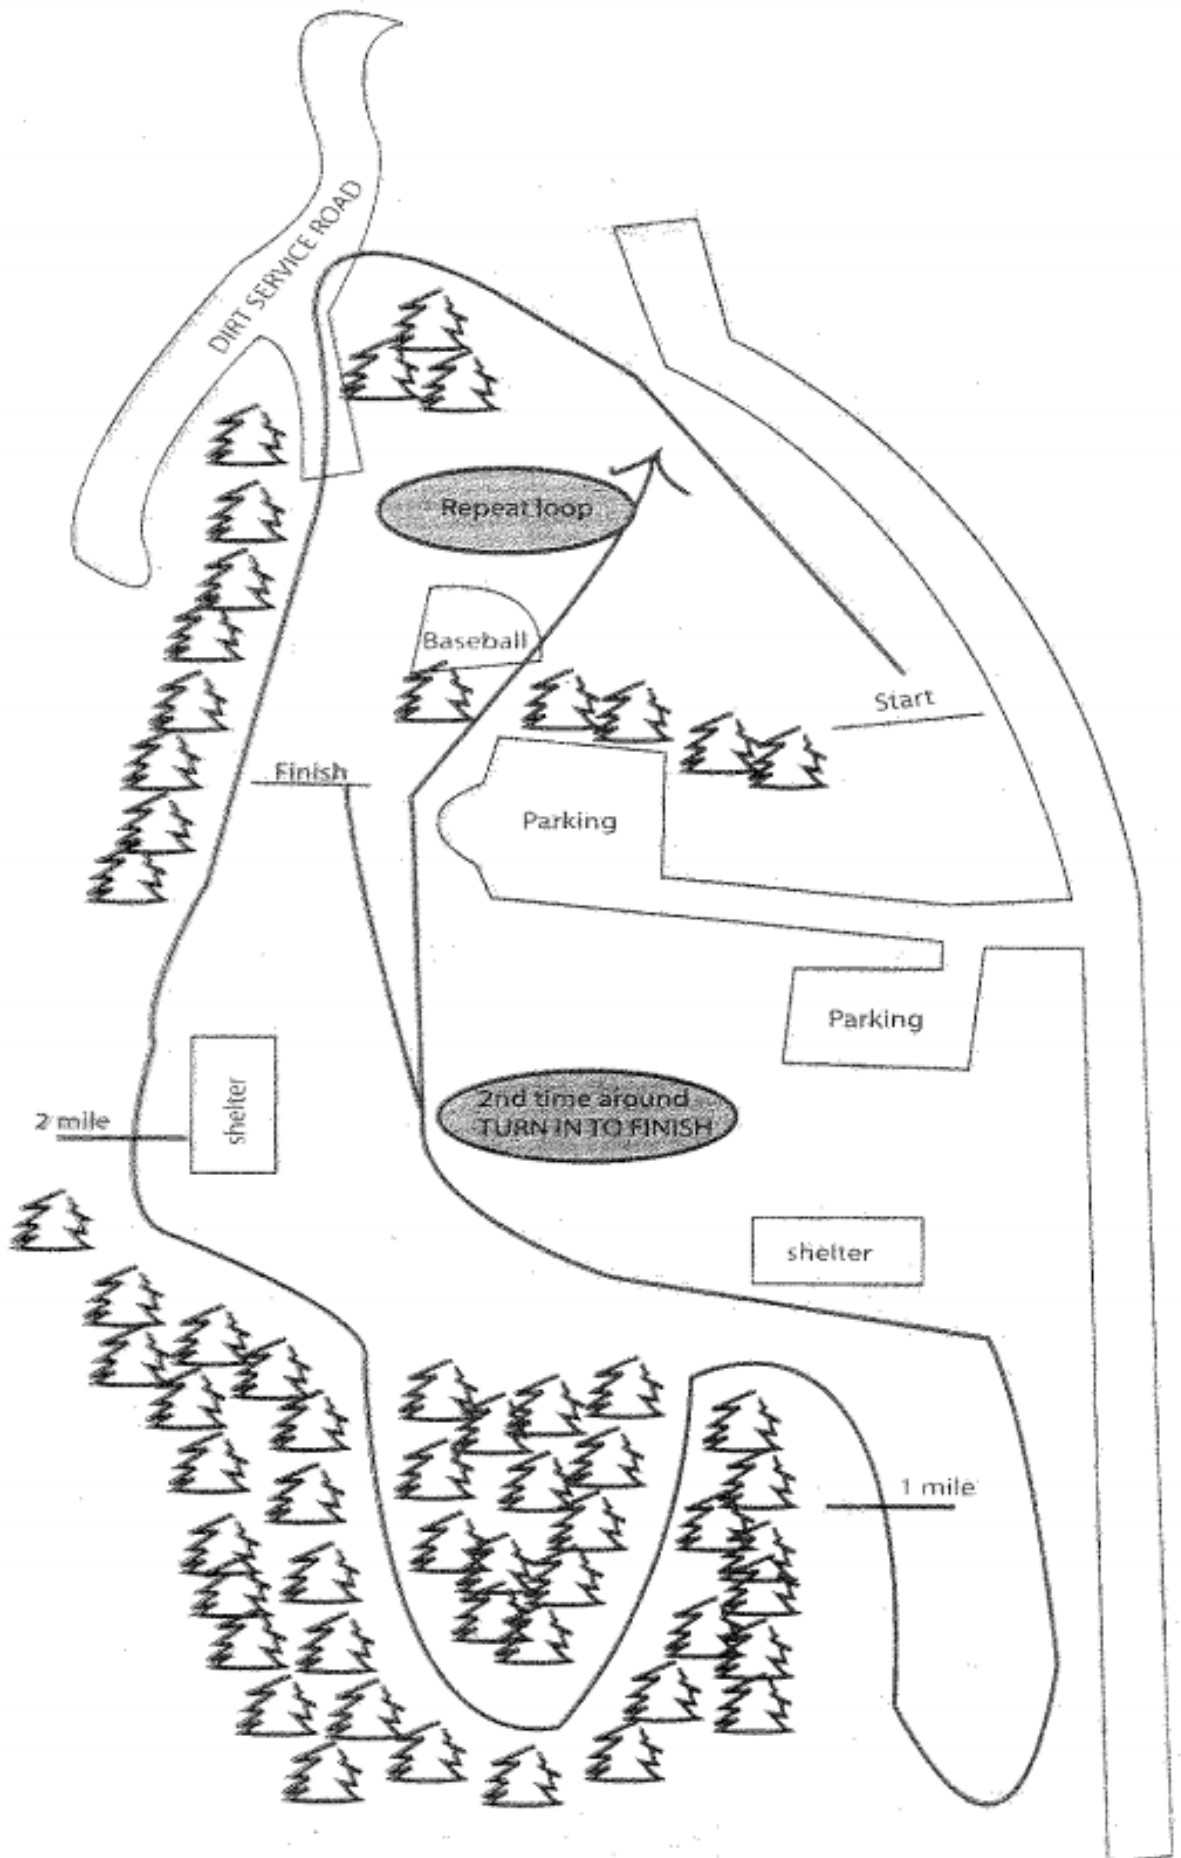 DIRT SERVICE ROAD
Repeat loop
Baseball
Start
Finish
Parking
Parking
shelter
2 mile
2nd time around
TURN IN TO FINISH
shelter
1 mile